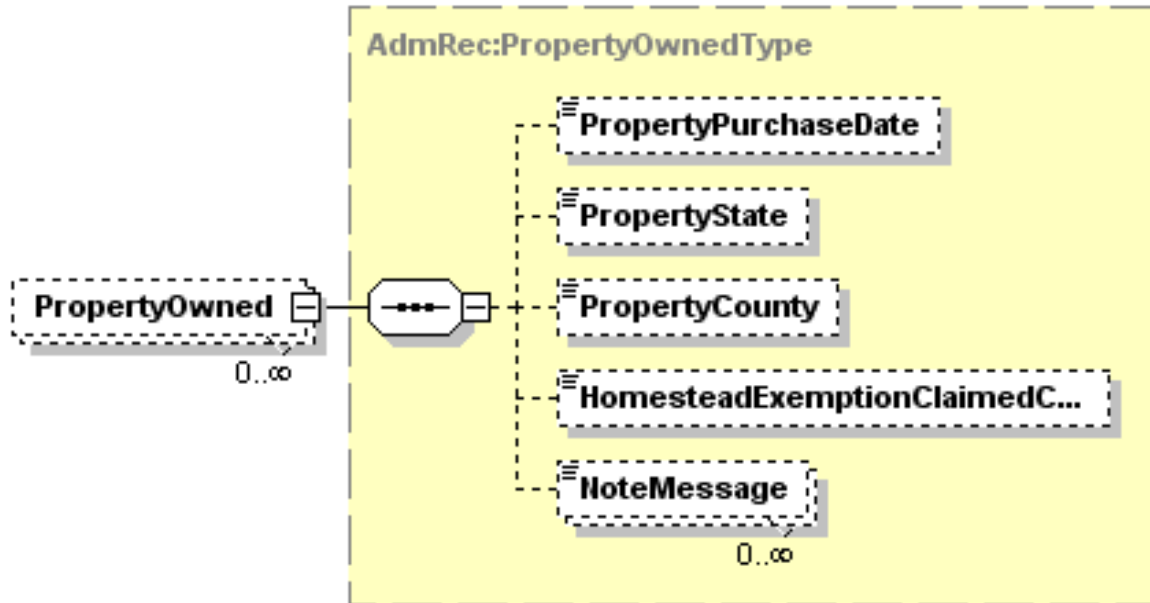 AdmRec:PropertyOwnedType
PropertyPurchaseDate
PropertyState
PropertyOwned
0..∞
PropertyCounty
HomesteadExemptionClaimedC...
NoteMessage
0..∞